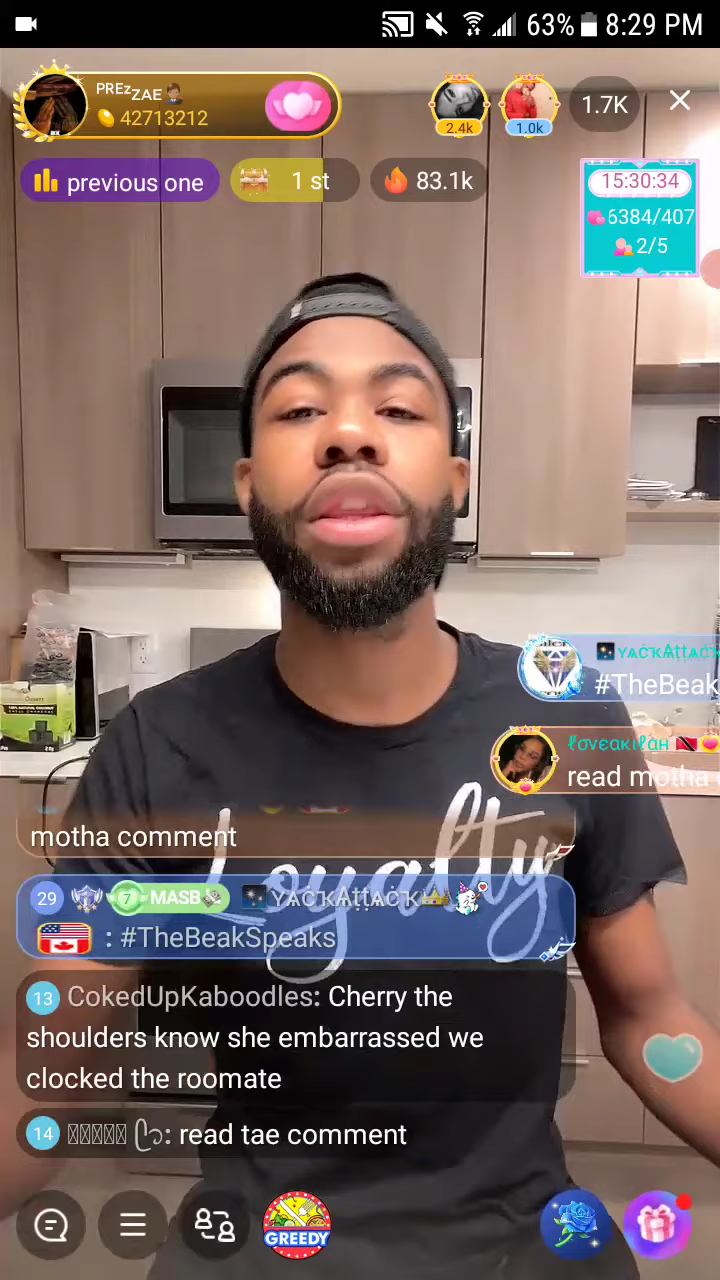 63% 8:29 PM
PREzZAE
42713212
2.4k
1.0k
1.7K
previous one
1 st
83.1k
15:30:34
6384/407
2/5
#TheBeak
ℓσνєαкιℓан
read motha
Loyalty
motha comment
29 7 MASB YᴀċҡAțțᴀċҡ
: #TheBeakSpeaks
13 CokedUpKaboodles: Cherry the
shoulders know she embarrassed we
clocked the roomate
14 : read tae comment
GREEDY